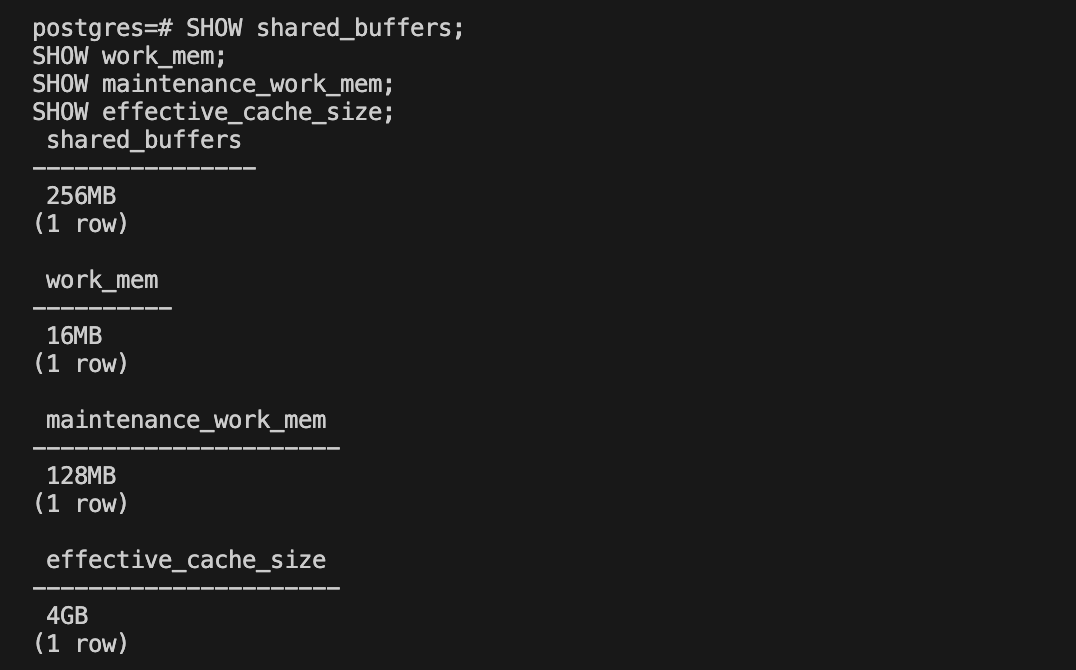 postgres=# SHOW shared_buffers;
SHOW work_mem;
SHOW maintenance_work_mem;
SHOW effective_cache_size;
 shared_buffers
----------------
 256MB
(1 row)

 work_mem
----------
 16MB
(1 row)

 maintenance_work_mem
----------------------
 128MB
(1 row)

 effective_cache_size
----------------------
 4GB
(1 row)